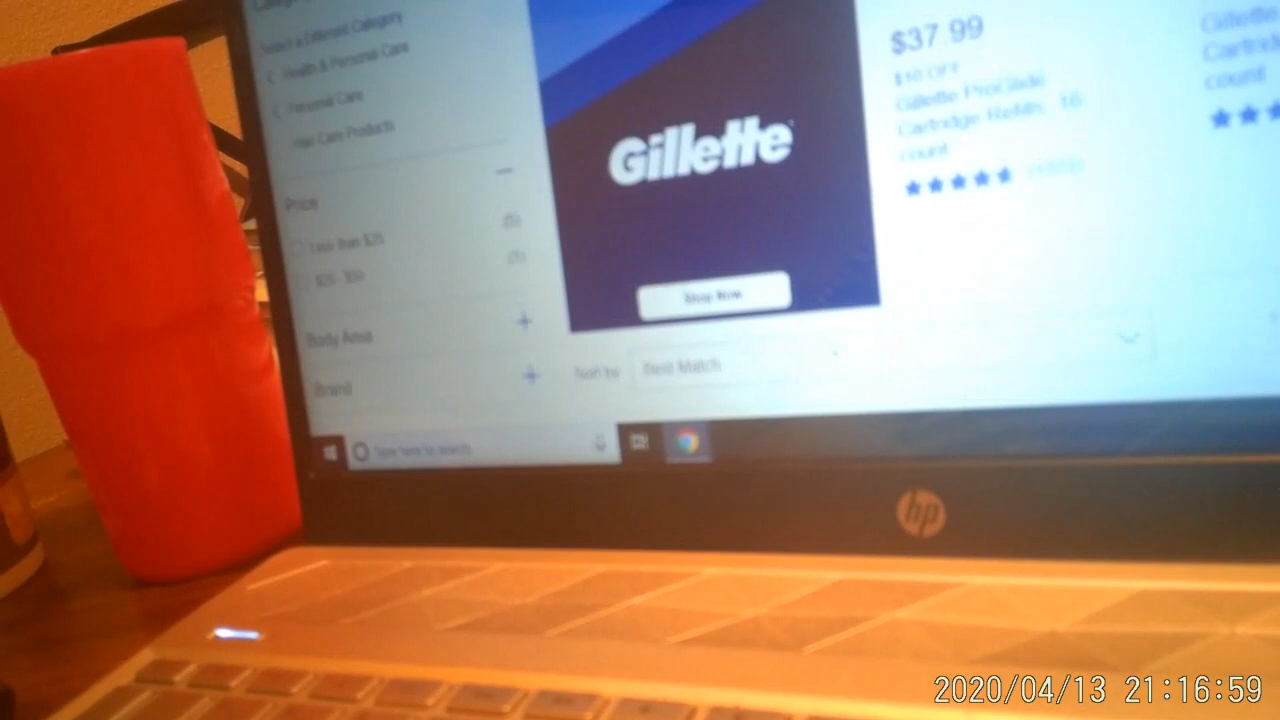 Select a Different Category
Health & Personal Care
Personal Care
Hair Care Products
Price
Less than $25
$25 - $50
Body Area
Brand
Gillette
Shop Now
Sort by Best Match
$37.99
$10 OFF
Gillette ProGlide
Cartridge Refills, 16
count
Gillette
count
Type here to search
hp
2020/04/13 21:16:59